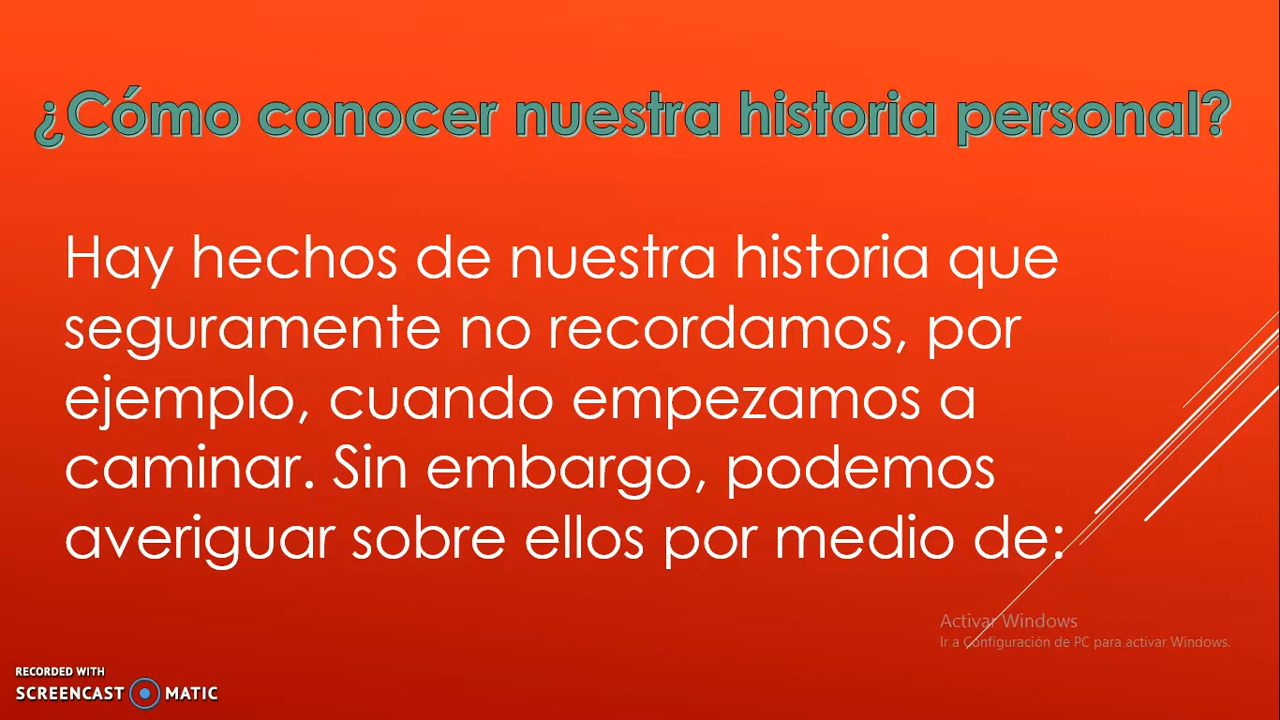 ¿Cómo conocer nuestra historia personal?
Hay hechos de nuestra historia que
seguramente no recordamos, por
ejemplo, cuando empezamos a
caminar. Sin embargo, podemos
averiguar sobre ellos por medio de:
Activar Windows
Ir a Configuración de PC para activar Windows.
RECORDED WITH
SCREENCAST MATIC